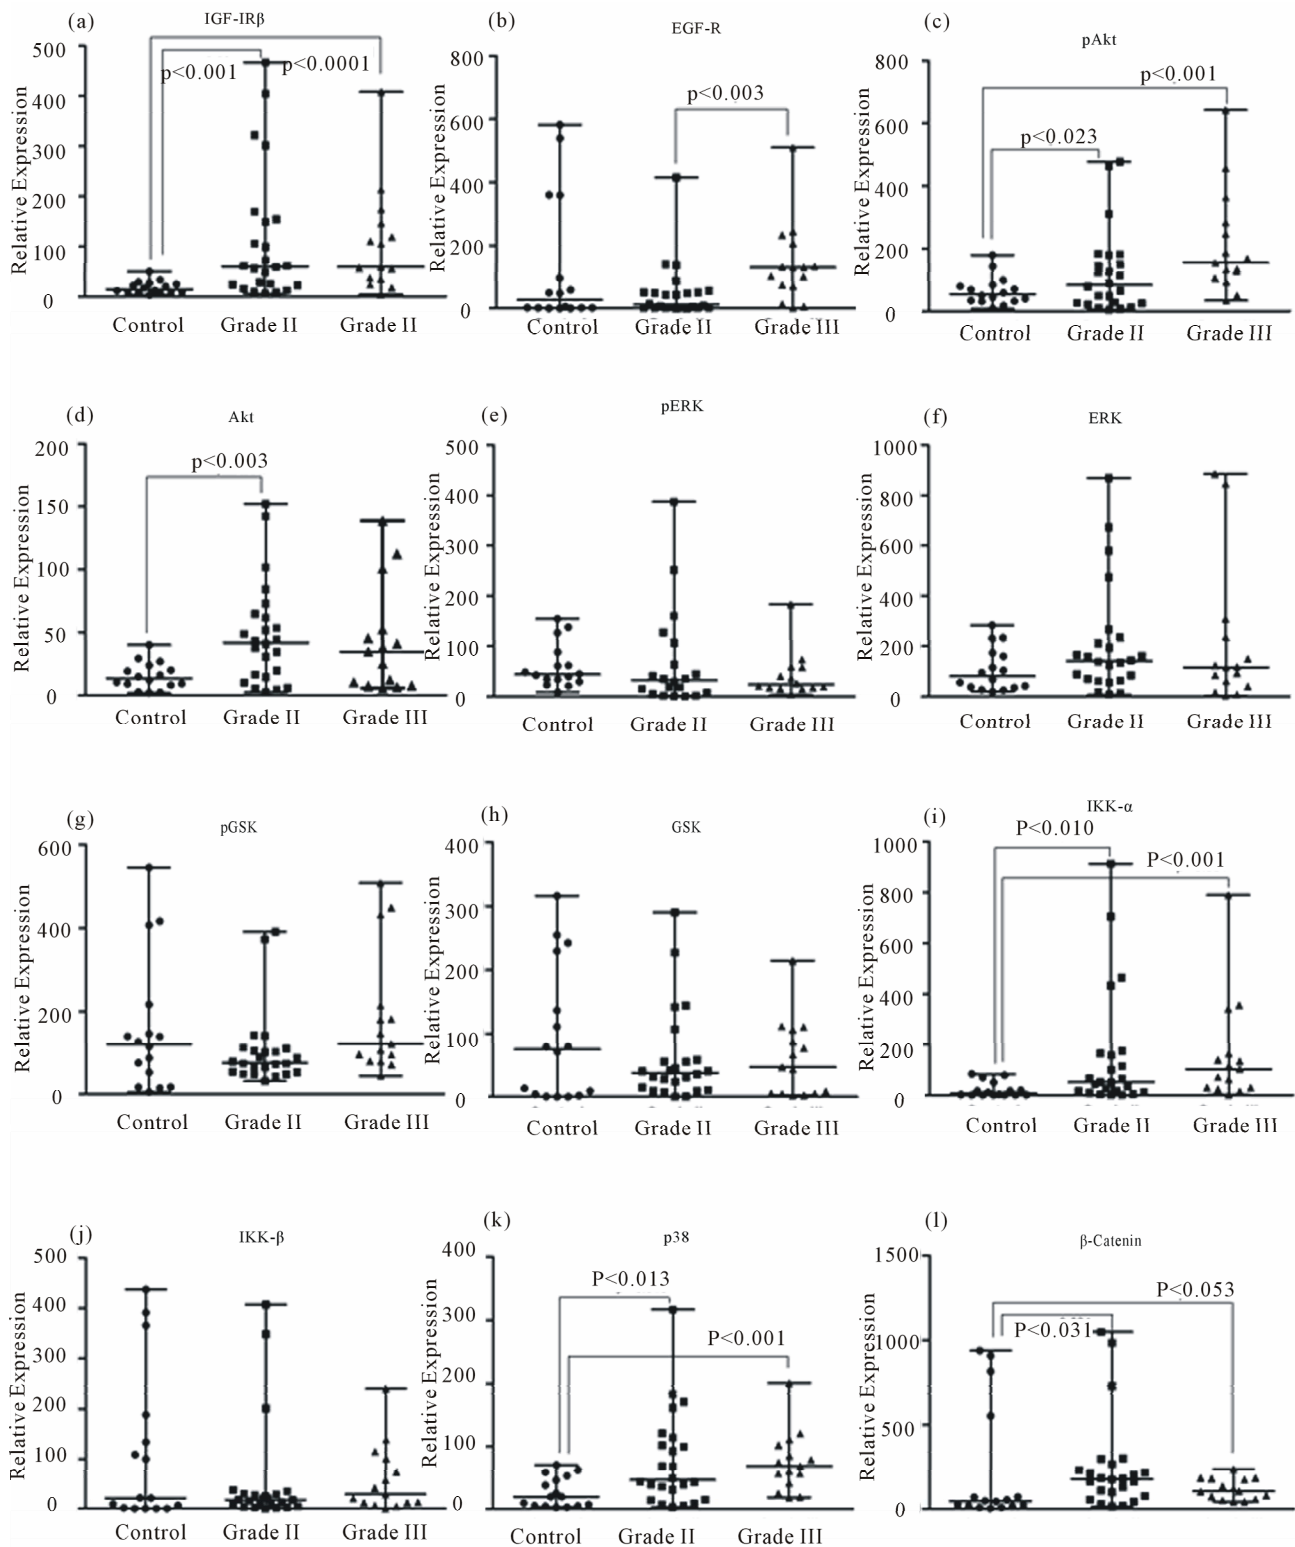 (a) IGF-IRβ
500
400
300
200
100
0
Relative Expression
p<0.001
p<0.0001
Control Grade II Grade II
(b) EGF-R
800
600
400
200
0
Relative Expression
p<0.003
Control Grade II Grade III
(c) pAkt
800
600
400
200
0
Relative Expression
p<0.001
p<0.023
Control Grade II Grade III
(d) Akt
200
150
100
50
0
Relative Expression
p<0.003
Control Grade II Grade III
(e) pERK
500
400
300
200
100
0
Relative Expression
Control Grade II Grade III
(f) ERK
1000
800
600
400
200
0
Relative Expression
Control Grade II Grade III
(g) pGSK
600
400
200
0
Relative Expression
Control Grade II Grade III
(h) GSK
400
300
200
100
0
Relative Expression
Control Grade II Grade III
(i) IKK-α
1000
800
600
400
200
0
Relative Expression
P<0.010
P<0.001
Control Grade II Grade III
(j) IKK-β
500
400
300
200
100
0
Relative Expression
Control Grade II Grade III
(k) p38
400
300
200
100
0
Relative Expression
P<0.013
P<0.001
Control Grade II Grade III
(l) β-Catenin
1500
1000
500
0
Relative Expression
P<0.053
P<0.031
Control Grade II Grade III